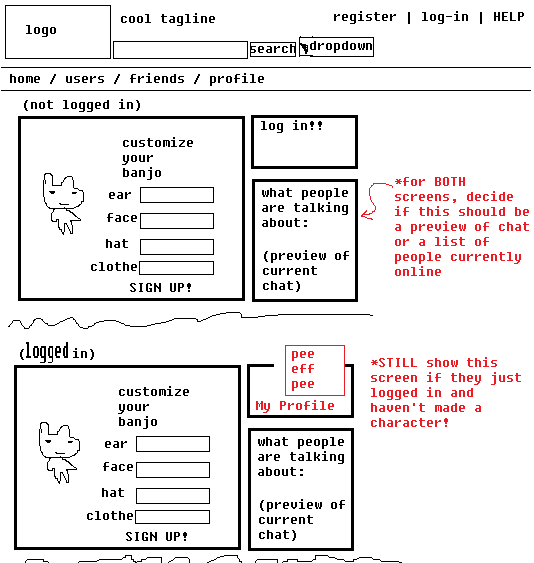 logo
cool tagline
register | log-in | HELP
search
dropdown
home / users / friends / profile
(not logged in)
customize
your
banjo
ear
face
hat
clothe
SIGN UP!
log in!!
what people
are talking
about:
(preview of
current
chat)
*for BOTH
screens, decide
if this should be
a preview of chat
or a list of
people currently
online
(logged in)
customize
your
banjo
ear
face
hat
clothe
SIGN UP!
pee
eff
pee
My Profile
what people
are talking
about:
(preview of
current
chat)
*STILL show this
screen if they just
logged in and
haven't made a
character!